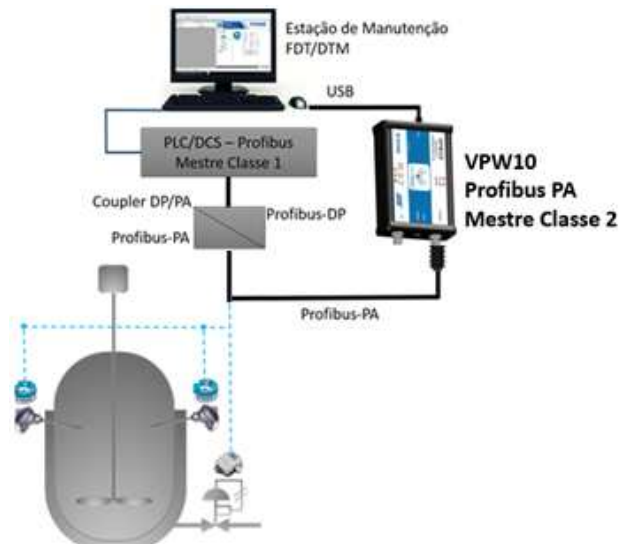 Estação de Manutenção
FDT/DTM
USB
PLC/DCS – Profibus
Mestre Classe 1
VPW10
Profibus PA
Mestre Classe 2
Coupler DP/PA
Profibus-DP
Profibus-PA
Profibus-PA